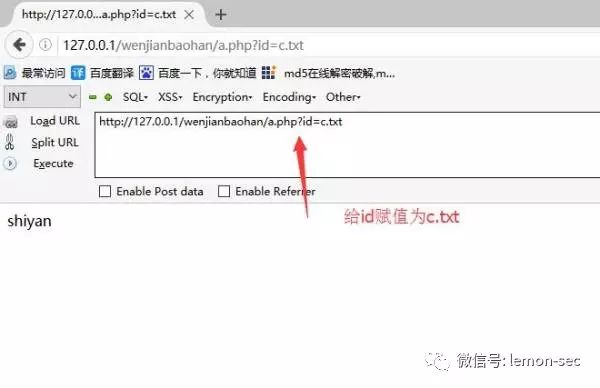 http://127.0.0...a.php?id=c.txt
127.0.0.1/wenjianbaohan/a.php?id=c.txt
最常访问 百度翻译 百度一下，你就知道 md5在线解密破解,m...
INT SQL XSS Encryption Encoding Other
Load URL
Split URL
Execute
http://127.0.0.1/wenjianbaohan/a.php?id=c.txt
Enable Post data Enable Referrer
给id赋值为c.txt
shiyan
微信号: lemon-sec